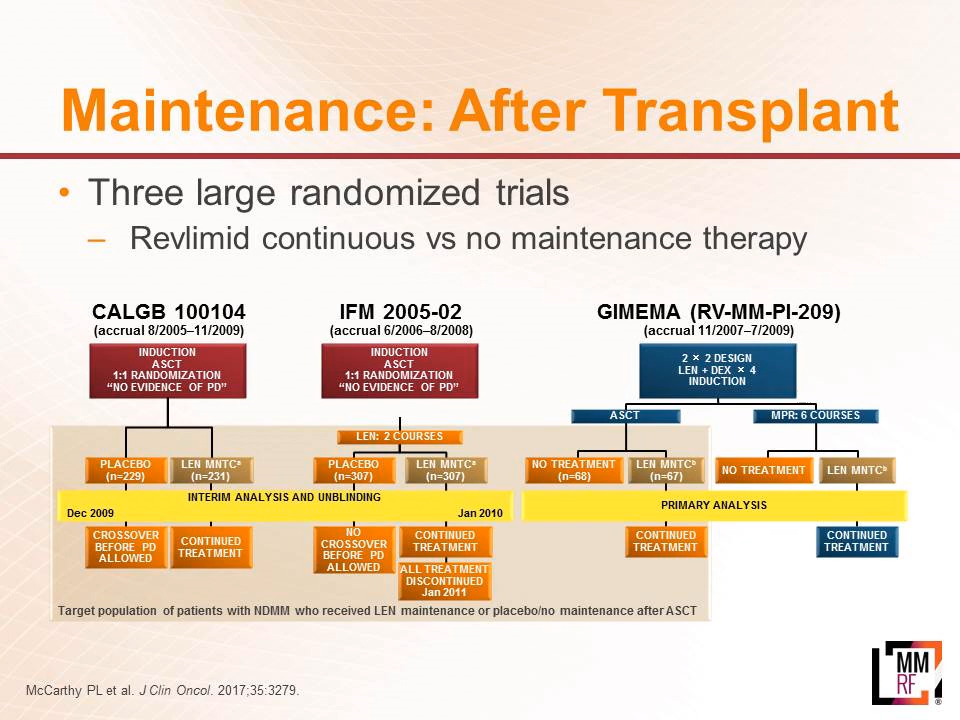 Maintenance: After Transplant
• Three large randomized trials
– Revlimid continuous vs no maintenance therapy
CALGB 100104
(accrual 8/2005–11/2009)
INDUCTION
ASCT
1:1 RANDOMIZATION
“NO EVIDENCE OF PD”
IFM 2005-02
(accrual 6/2006–8/2008)
INDUCTION
ASCT
1:1 RANDOMIZATION
“NO EVIDENCE OF PD”
GIMEMA (RV-MM-PI-209)
(accrual 11/2007–7/2009)
2 × 2 DESIGN
LEN + DEX × 4
INDUCTION
ASCT
MPR: 6 COURSES
LEN: 2 COURSES
PLACEBO
(n=229)
LEN MNTCᵃ
(n=231)
PLACEBO
(n=307)
LEN MNTCᵃ
(n=307)
NO TREATMENT
(n=68)
LEN MNTCᵇ
(n=67)
NO TREATMENT
LEN MNTCᵇ
INTERIM ANALYSIS AND UNBLINDING
Dec 2009
Jan 2010
PRIMARY ANALYSIS
CROSSOVER
BEFORE PD
ALLOWED
CONTINUED
TREATMENT
NO
CROSSOVER
BEFORE PD
ALLOWED
CONTINUED
TREATMENT
ALL TREATMENT
DISCONTINUED
Jan 2011
CONTINUED
TREATMENT
CONTINUED
TREATMENT
Target population of patients with NDMM who received LEN maintenance or placebo/no maintenance after ASCT
McCarthy PL et al. J Clin Oncol. 2017;35:3279.
MM
RF
®